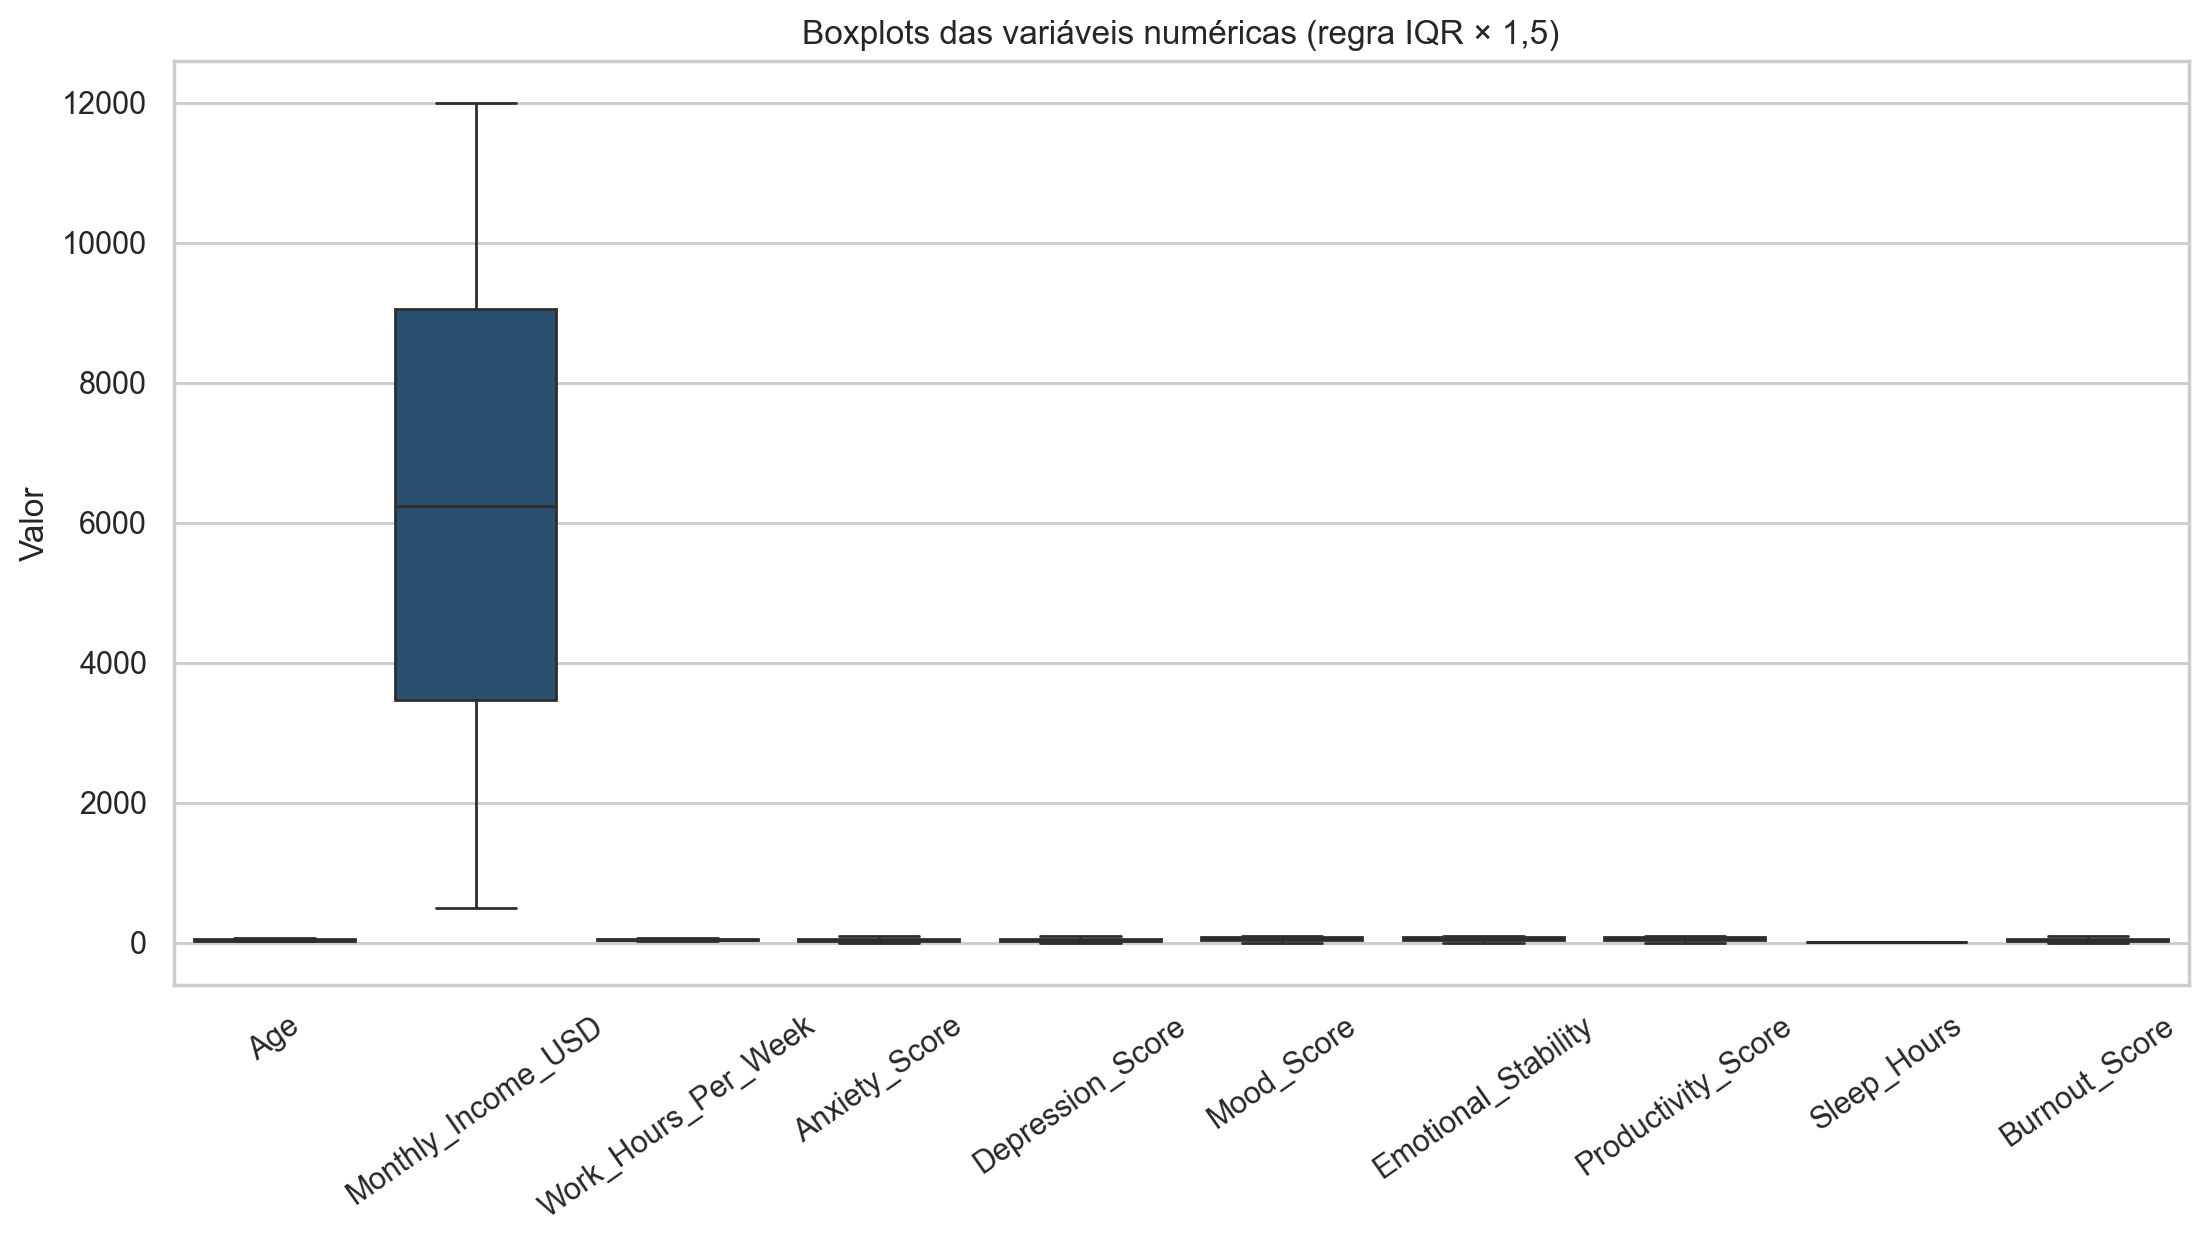 Boxplots das variáveis numéricas (regra IQR × 1,5)
Valor
12000
10000
8000
6000
4000
2000
0
Age
Monthly_Income_USD
Work_Hours_Per_Week
Anxiety_Score
Depression_Score
Mood_Score
Emotional_Stability
Productivity_Score
Sleep_Hours
Burnout_Score